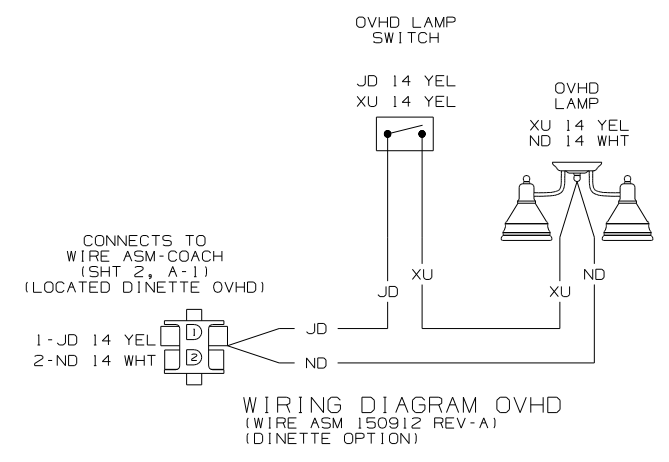 OVHD LAMP
SWITCH
JD 14 YEL
XU 14 YEL
OVHD
LAMP
XU 14 YEL
ND 14 WHT
CONNECTS TO
WIRE ASM-COACH
(SHT 2, A-1)
(LOCATED DINETTE OVHD)
XU
ND
JD
XU
1-JD 14 YEL
2-ND 14 WHT
1
2
JD
ND
WIRING DIAGRAM OVHD
(WIRE ASM 150912 REV-A)
(DINETTE OPTION)